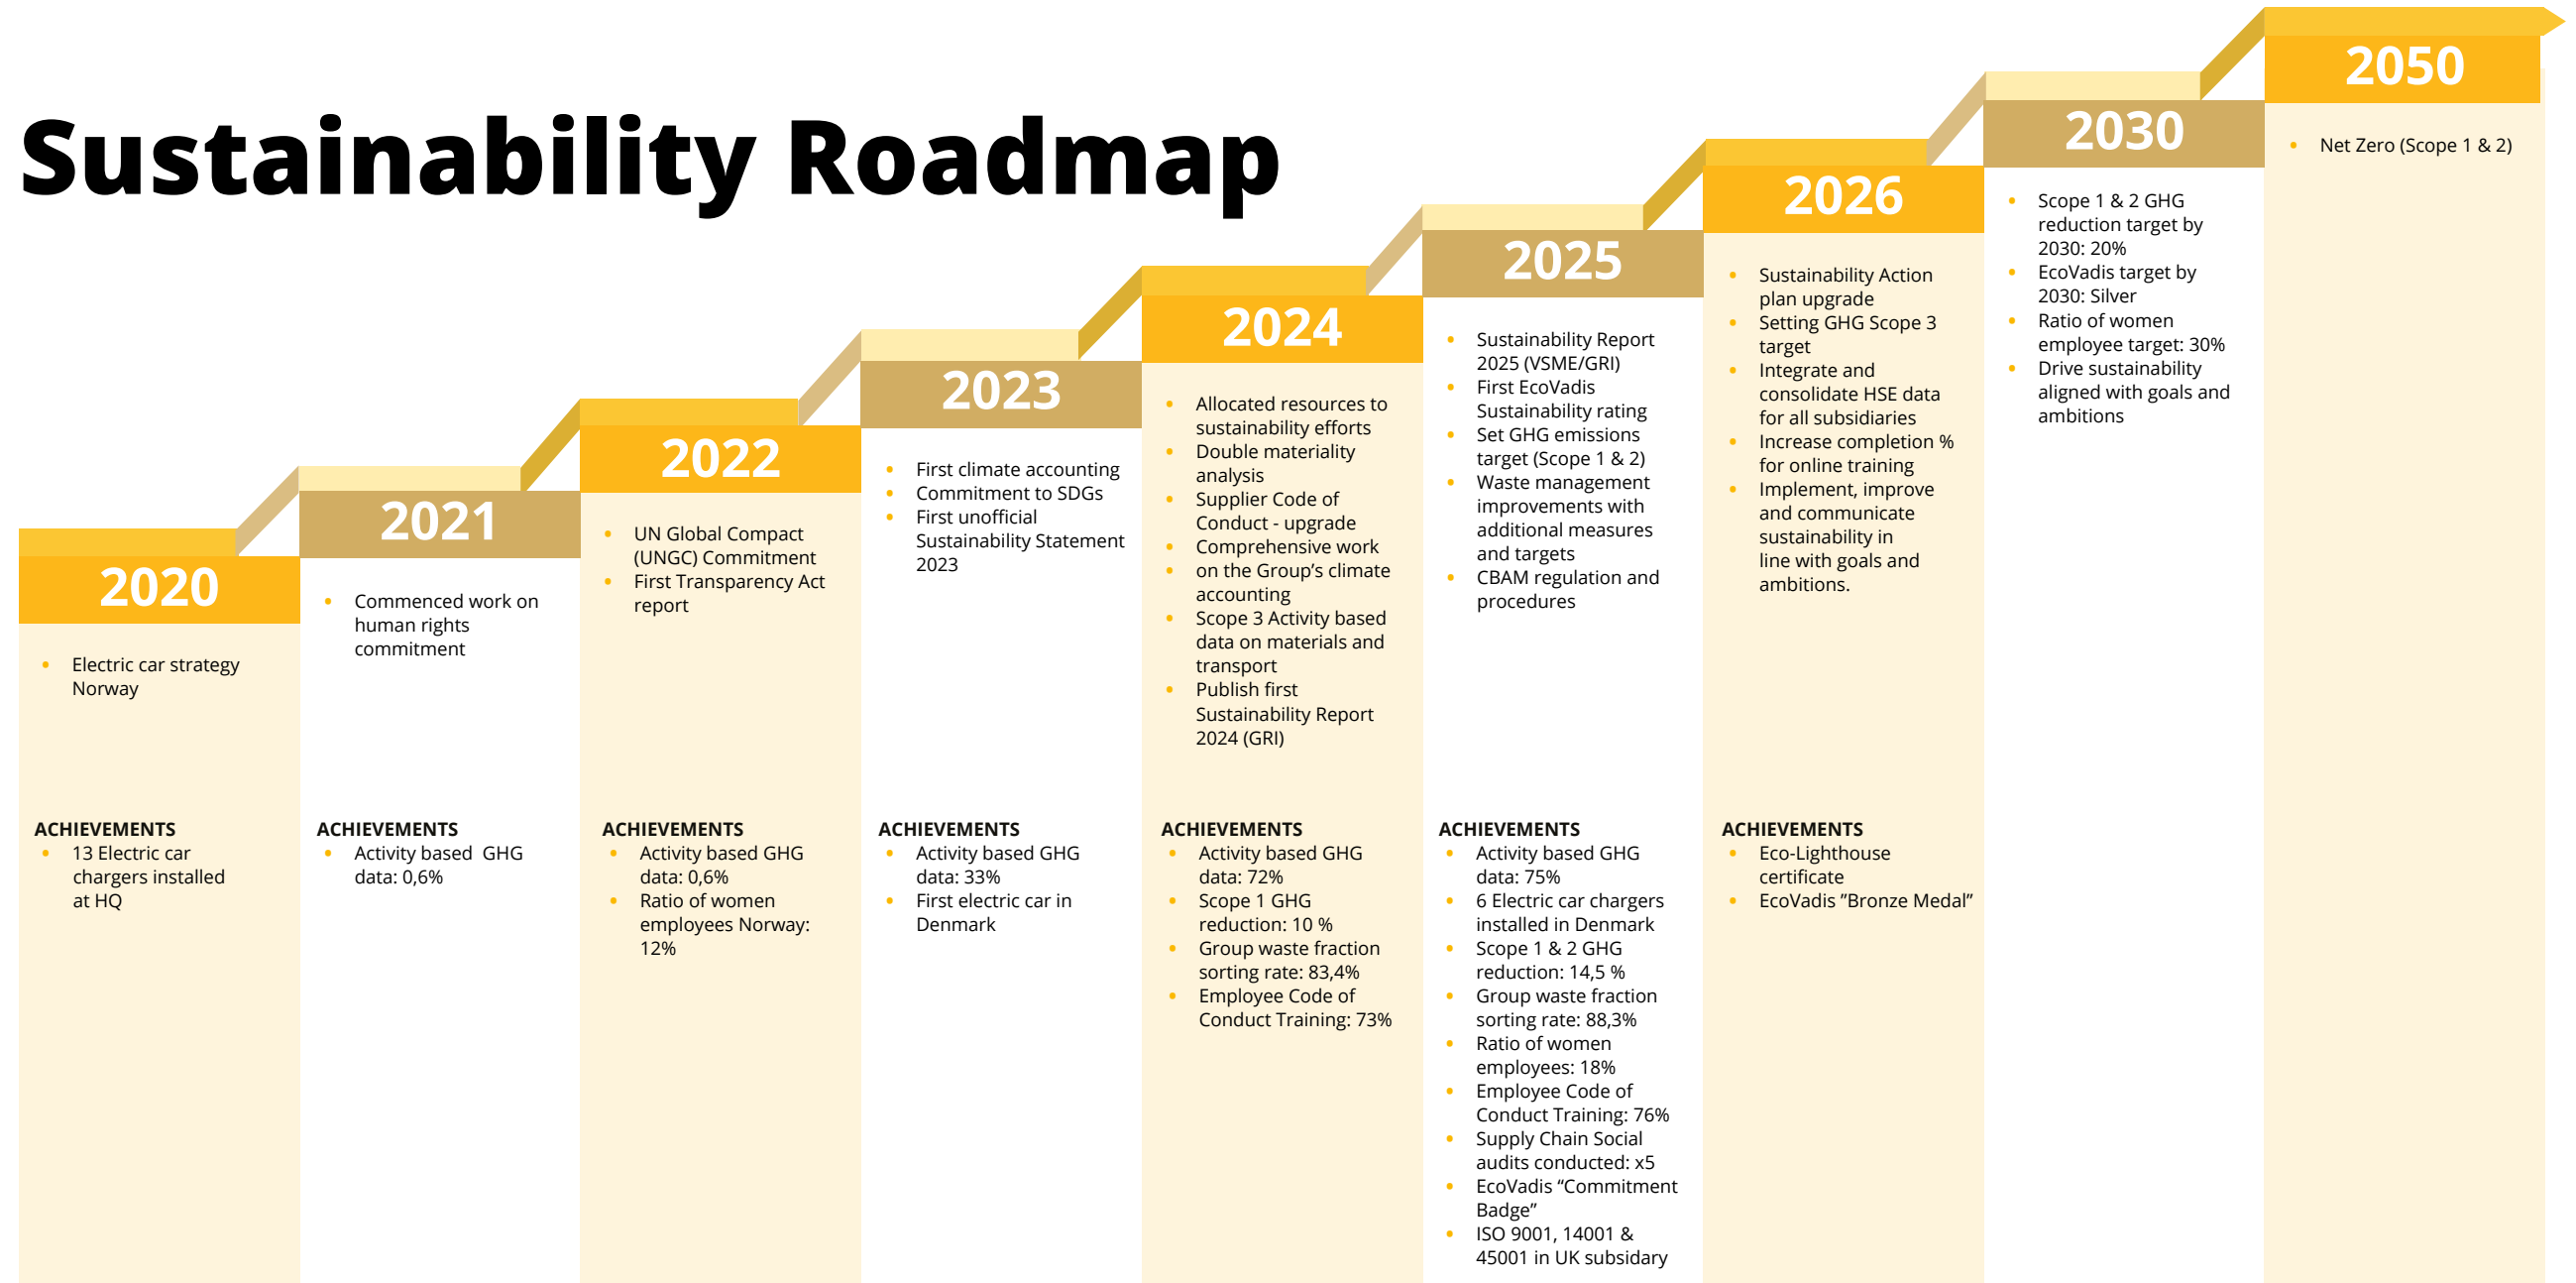 Sustainability Roadmap
2020
• Electric car strategy
Norway
ACHIEVEMENTS
• 13 Electric car
chargers installed
at HQ
2021
• Commenced work on
human rights
commitment
ACHIEVEMENTS
• Activity based  GHG
data: 0,6%
2022
• UN Global Compact
(UNGC) Commitment
• First Transparency Act
report
ACHIEVEMENTS
• Activity based GHG
data: 0,6%
• Ratio of women
employees Norway:
12%
2023
• First climate accounting
• Commitment to SDGs
• First unofficial
Sustainability Statement
2023
ACHIEVEMENTS
• Activity based GHG
data: 33%
• First electric car in
Denmark
2024
• Allocated resources to
sustainability efforts
• Double materiality
analysis
• Supplier Code of
Conduct - upgrade
• Comprehensive work
• on the Group’s climate
accounting
• Scope 3 Activity based
data on materials and
transport
• Publish first
Sustainability Report
2024 (GRI)
ACHIEVEMENTS
• Activity based GHG
data: 72%
• Scope 1 GHG
reduction: 10 %
• Group waste fraction
sorting rate: 83,4%
• Employee Code of
Conduct Training: 73%
2025
• Sustainability Report
2025 (VSME/GRI)
• First EcoVadis
Sustainability rating
• Set GHG emissions
target (Scope 1 & 2)
• Waste management
improvements with
additional measures
and targets
• CBAM regulation and
procedures
ACHIEVEMENTS
• Activity based GHG
data: 75%
• 6 Electric car chargers
installed in Denmark
• Scope 1 & 2 GHG
reduction: 14,5 %
• Group waste fraction
sorting rate: 88,3%
• Ratio of women
employees: 18%
• Employee Code of
Conduct Training: 76%
• Supply Chain Social
audits conducted: x5
• EcoVadis “Commitment
Badge”
• ISO 9001, 14001 &
45001 in UK subsidary
2026
• Sustainability Action
plan upgrade
• Setting GHG Scope 3
target
• Integrate and
consolidate HSE data
for all subsidiaries
• Increase completion %
for online training
• Implement, improve
and communicate
sustainability in
line with goals and
ambitions.
ACHIEVEMENTS
• Eco-Lighthouse
certificate
• EcoVadis ”Bronze Medal”
2030
• Scope 1 & 2 GHG
reduction target by
2030: 20%
• EcoVadis target by
2030: Silver
• Ratio of women
employee target: 30%
• Drive sustainability
aligned with goals and
ambitions
2050
• Net Zero (Scope 1 & 2)